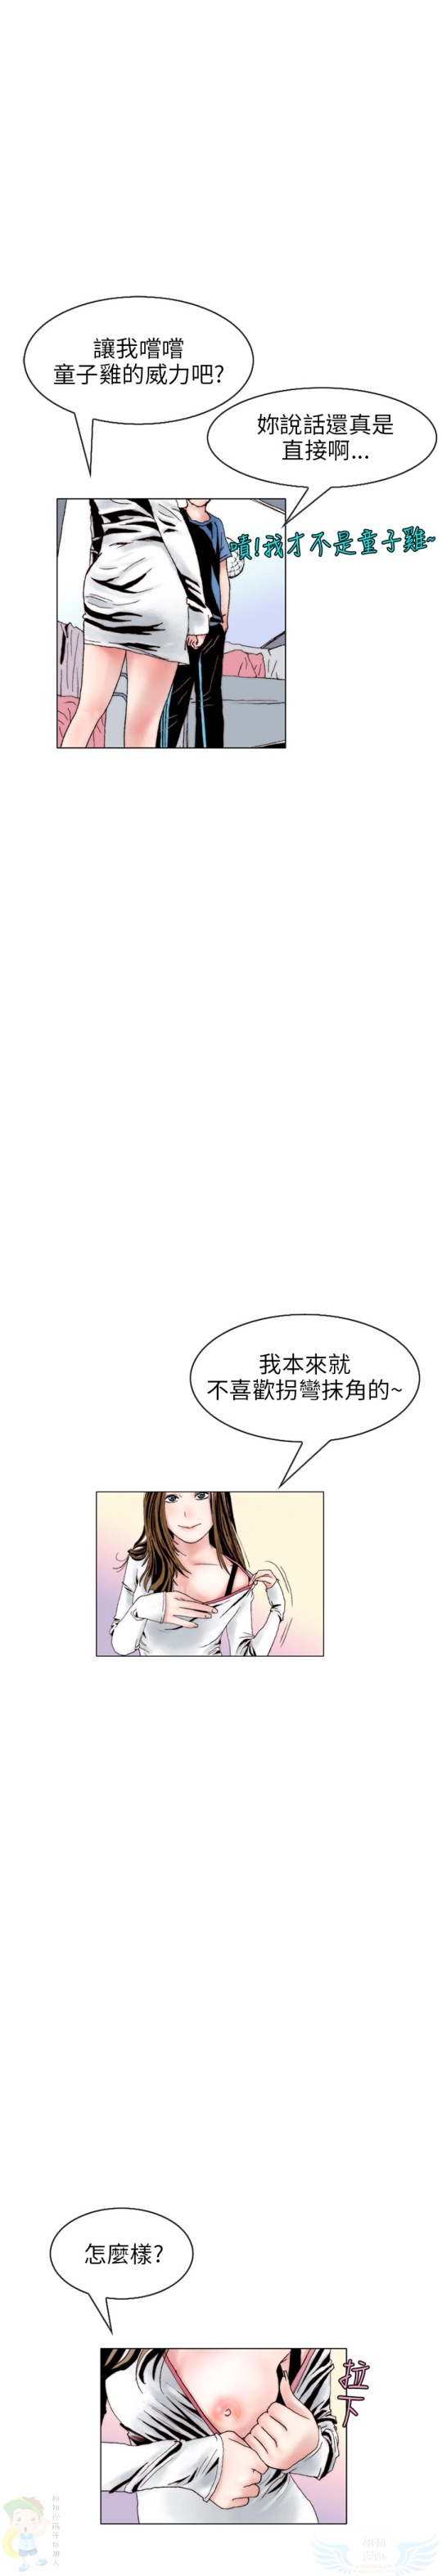 讓我嚐嚐
童子雞的威力吧?
妳說話還真是
直接啊...
嘖!我才不是童子雞~
我本來就
不喜歡拐彎抹角的~
怎麼樣?
拉下